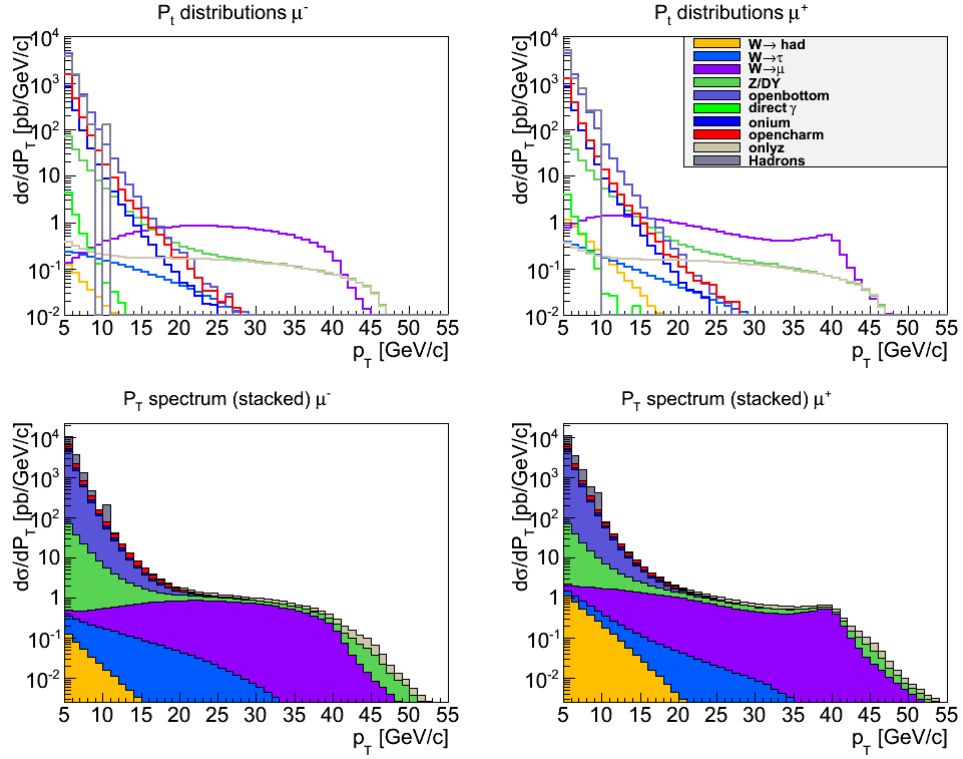 P_t distributions μ⁻
P_t distributions μ⁺
dσ/dP_T [pb/GeV/c]
10⁴
10³
10²
10
1
10⁻¹
10⁻²
5 10 15 20 25 30 35 40 45 50 55
p_T [GeV/c]
dσ/dP_T [pb/GeV/c]
10⁴
10³
10²
10
1
10⁻¹
10⁻²
W→ had
W→τ
W→μ
Z/DY
openbottom
direct γ
onium
opencharm
onlyz
Hadrons
5 10 15 20 25 30 35 40 45 50 55
p_T [GeV/c]
P_T spectrum (stacked) μ⁻
P_T spectrum (stacked) μ⁺
dσ/dP_T [pb/GeV/c]
10⁴
10³
10²
10
1
10⁻¹
10⁻²
5 10 15 20 25 30 35 40 45 50 55
p_T [GeV/c]
dσ/dP_T [pb/GeV/c]
10⁴
10³
10²
10
1
10⁻¹
10⁻²
5 10 15 20 25 30 35 40 45 50 55
p_T [GeV/c]